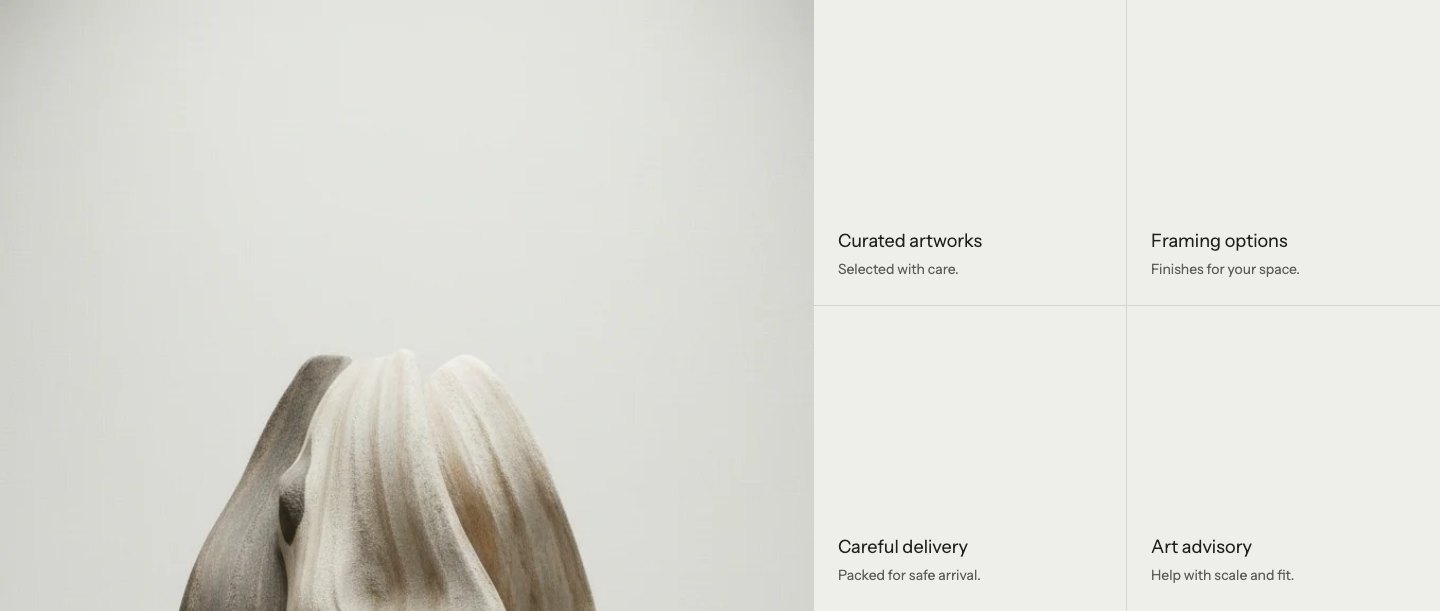 Curated artworks
Selected with care.
Framing options
Finishes for your space.
Careful delivery
Packed for safe arrival.
Art advisory
Help with scale and fit.